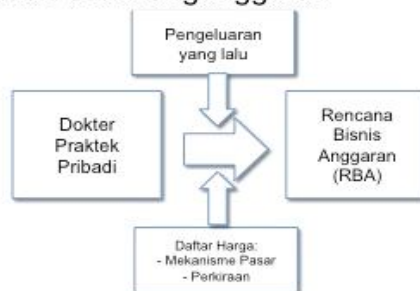 Pengeluaran
yang lalu
Dokter
Praktek
Pribadi
Rencana
Bisnis
Anggaran
(RBA)
Daftar Harga:
- Mekanisme Pasar
- Perkiraan